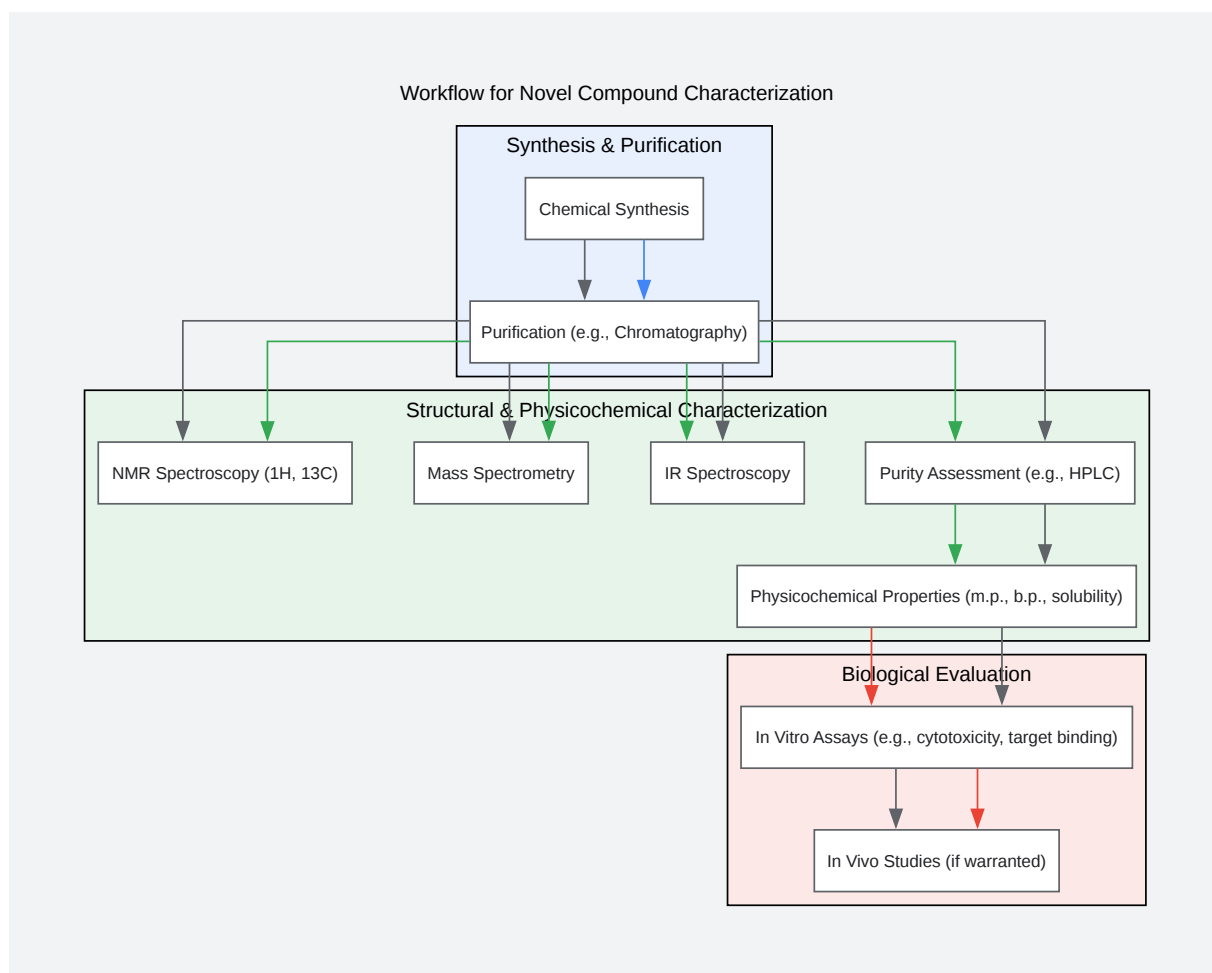 Workflow for Novel Compound Characterization
Synthesis & Purification
Chemical Synthesis
Purification (e.g., Chromatography)
Structural & Physicochemical Characterization
NMR Spectroscopy (1H, 13C)
Mass Spectrometry
IR Spectroscopy
Purity Assessment (e.g., HPLC)
Physicochemical Properties (m.p., b.p., solubility)
Biological Evaluation
In Vitro Assays (e.g., cytotoxicity, target binding)
In Vivo Studies (if warranted)